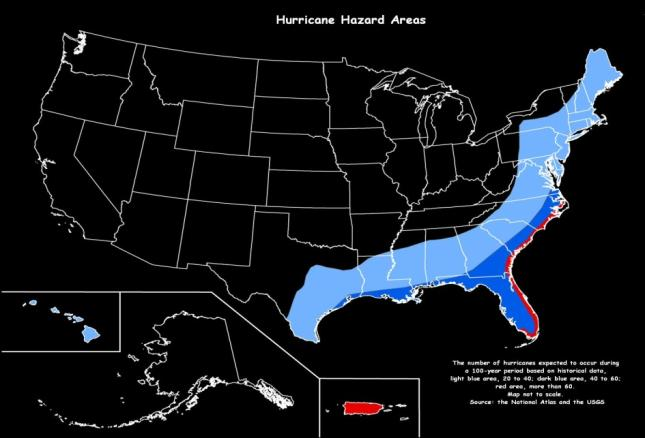 Hurricane Hazard Areas
The number of hurricanes expected to occur during
a 100-year period based on historical data,
light blue area, 20 to 40; dark blue area, 40 to 60;
red area, more than 60.
Map not to scale.
Source: the National Atlas and the USGS